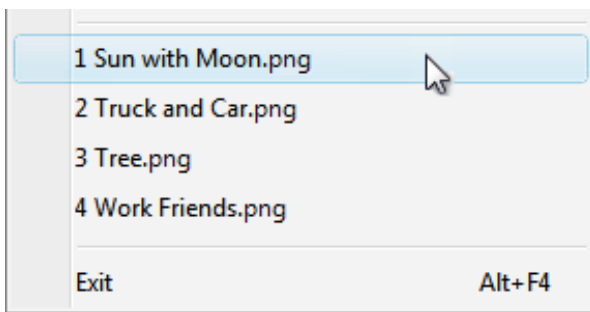 1 Sun with Moon.png
2 Truck and Car.png
3 Tree.png
4 Work Friends.png
Exit Alt+F4